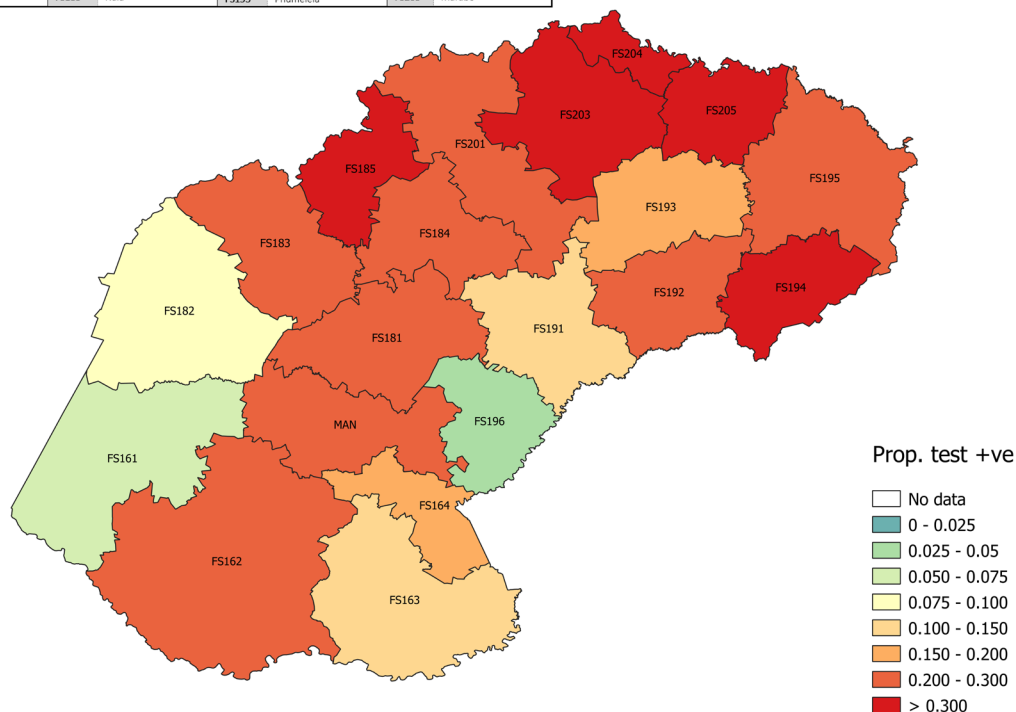 FS204
FS203
FS205
FS201
FS185
FS195
FS193
FS184
FS183
FS194
FS192
FS182
FS191
FS181
FS196
MAN
FS161
FS164
FS162
FS163
Prop. test +ve
No data
0 - 0.025
0.025 - 0.05
0.050 - 0.075
0.075 - 0.100
0.100 - 0.150
0.150 - 0.200
0.200 - 0.300
> 0.300